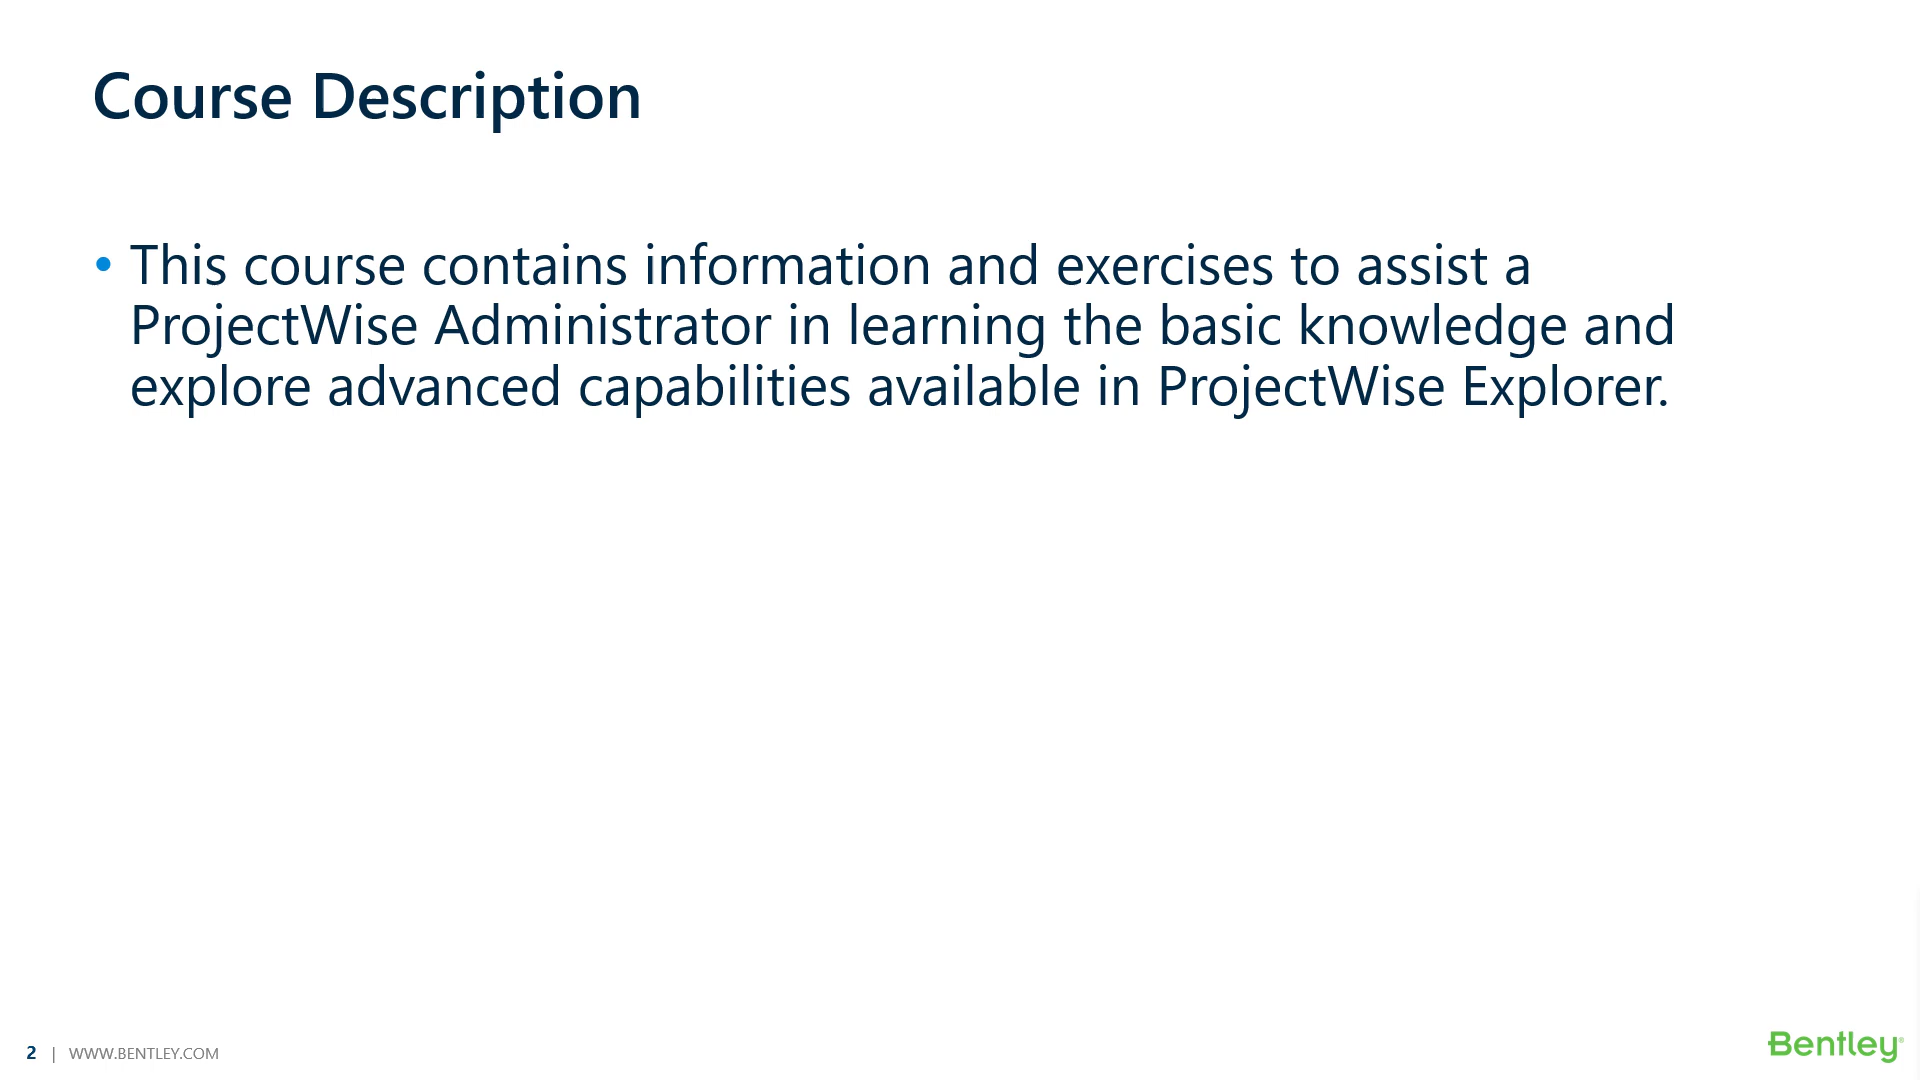 Course Description
• This course contains information and exercises to assist a
ProjectWise Administrator in learning the basic knowledge and
explore advanced capabilities available in ProjectWise Explorer.
2 | WWW.BENTLEY.COM
Bentley®